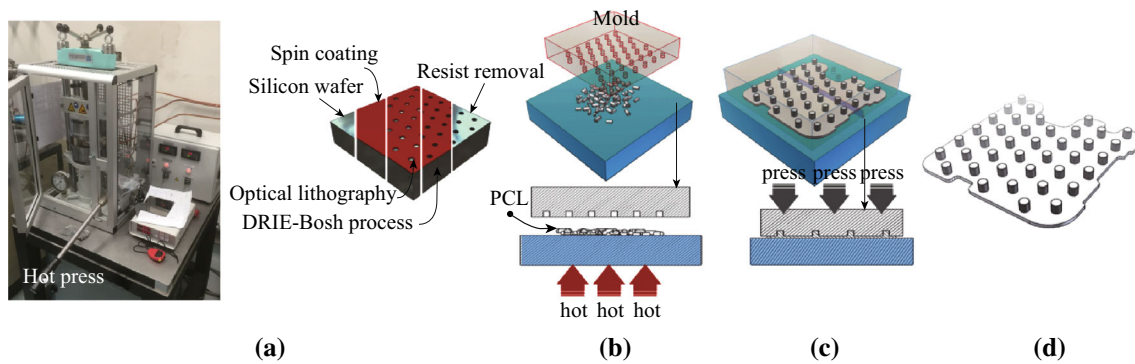 Hot press
Spin coating
Silicon wafer
Resist removal
Optical lithography
DRIE-Bosh process
Mold
PCL
hot hot hot
press press press
(a) (b) (c) (d)